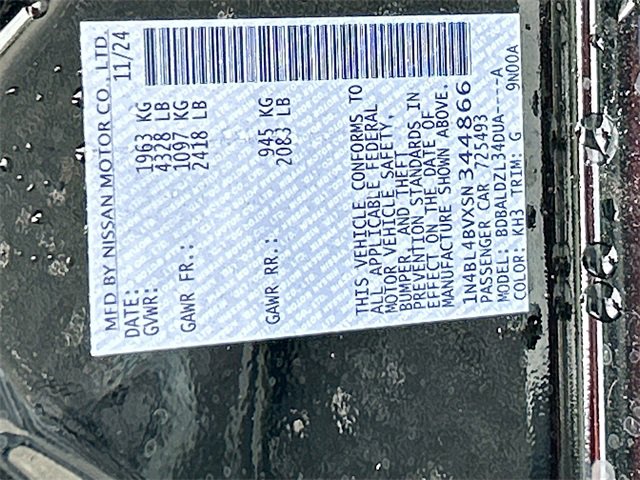 MFD BY NISSAN MOTOR CO., LTD.
DATE: 11/24
GVWR: 1963 KG
4328 LB
GAWR FR.: 1097 KG
2418 LB
GAWR RR.: 945 KG
2083 LB
THIS VEHICLE CONFORMS TO
ALL APPLICABLE FEDERAL
MOTOR VEHICLE SAFETY,
BUMPER, AND THEFT
PREVENTION STANDARDS IN
EFFECT ON THE DATE OF
MANUFACTURE SHOWN ABOVE.
1N4BL4BVXSN344866
PASSENGER CAR 725493
MODEL: BDBALDZL34DUA----A
COLOR: KH3 TRIM: G 9N00A